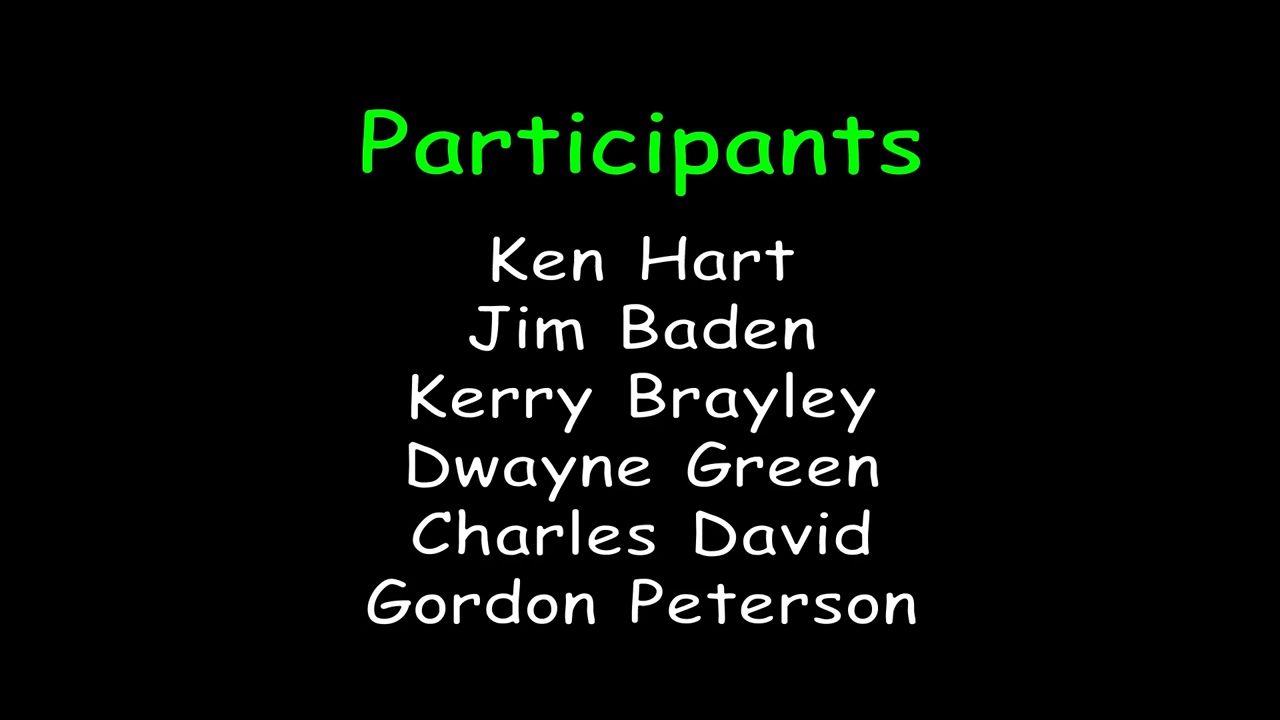 Participants
Ken Hart
Jim Baden
Kerry Brayley
Dwayne Green
Charles David
Gordon Peterson